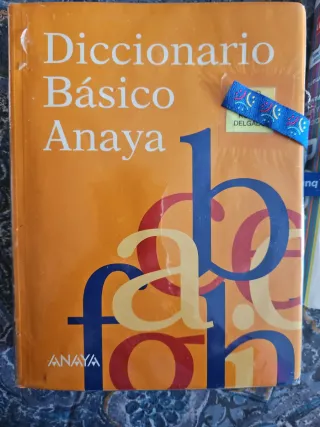 Diccionario
Básico
Anaya
DELGADO
a
b
c
e
a
c
e
f
g
h
ANAYA